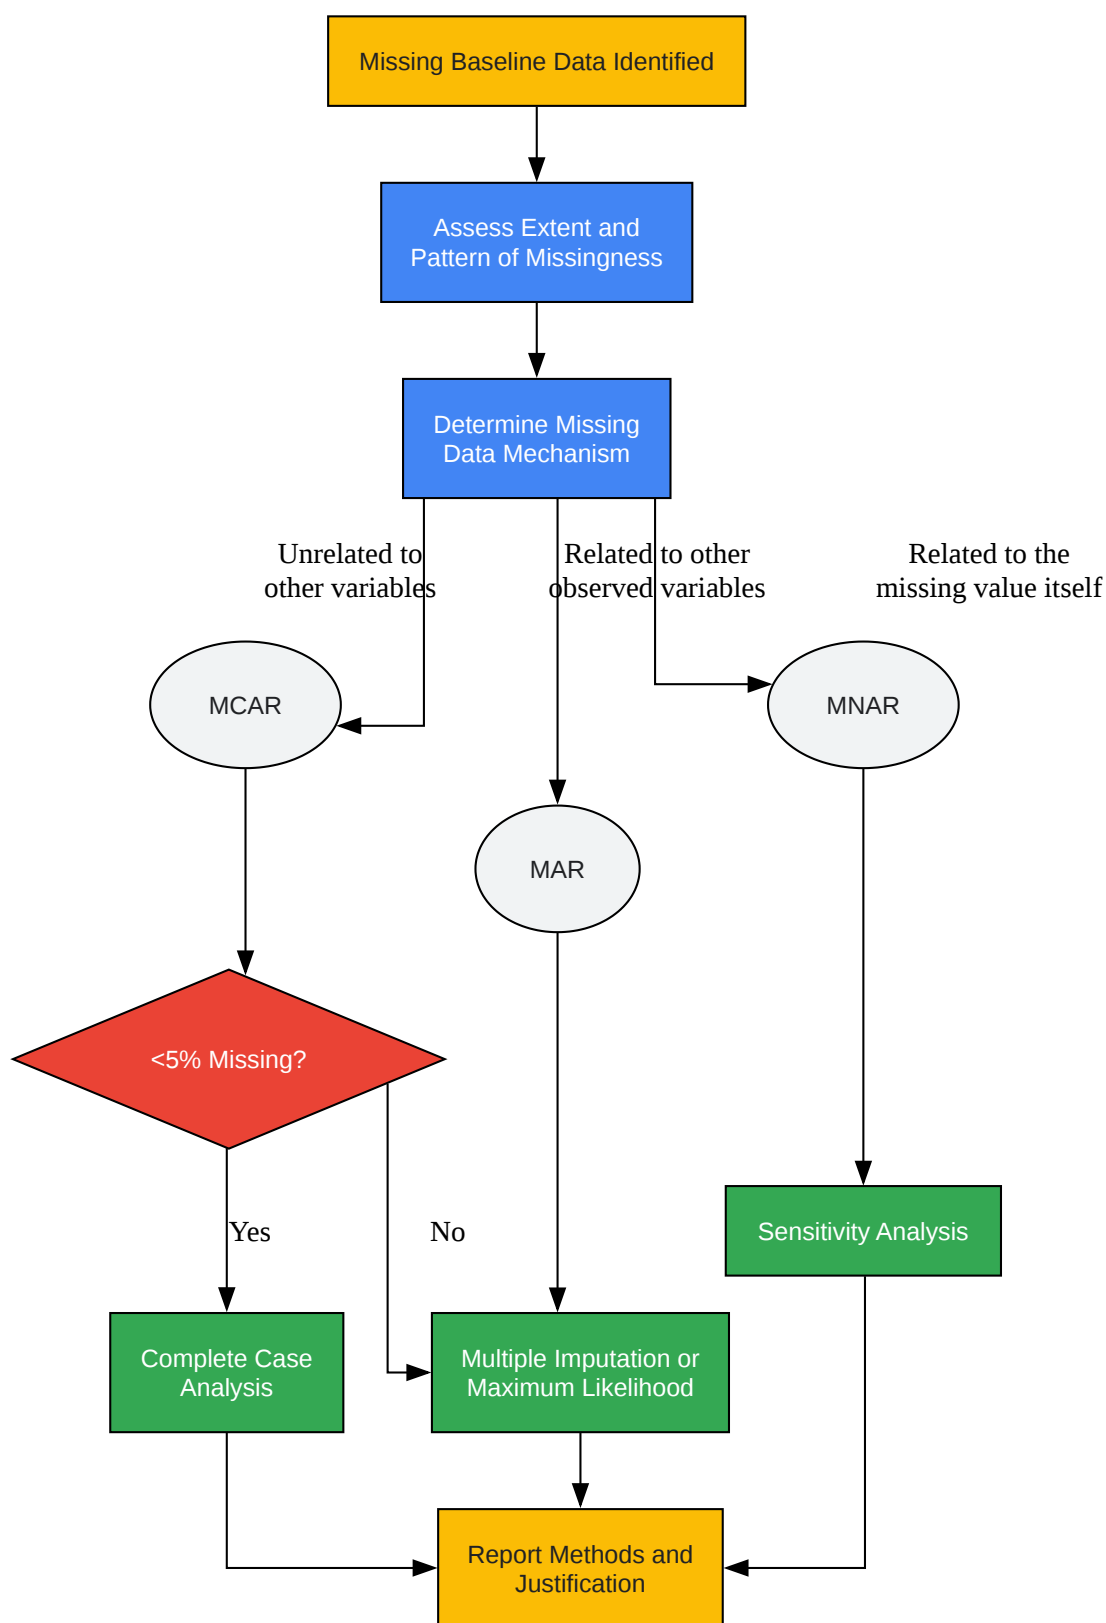 Missing Baseline Data Identified
Assess Extent and
Pattern of Missingness
Determine Missing
Data Mechanism
Unrelated to
other variables
Related to other
observed variables
Related to the
missing value itself
MCAR
MNAR
MAR
<5% Missing?
Yes
No
Sensitivity Analysis
Complete Case
Analysis
Multiple Imputation or
Maximum Likelihood
Report Methods and
Justification